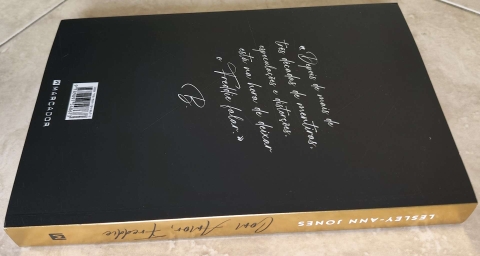 « Depois de mais de
três décadas de mentiras,
especulações e distorções,
está na hora de deixar
o Freddie falar. »
B.
MARCADOR
LESLEY-ANN JONES
Com Amor, Freddie